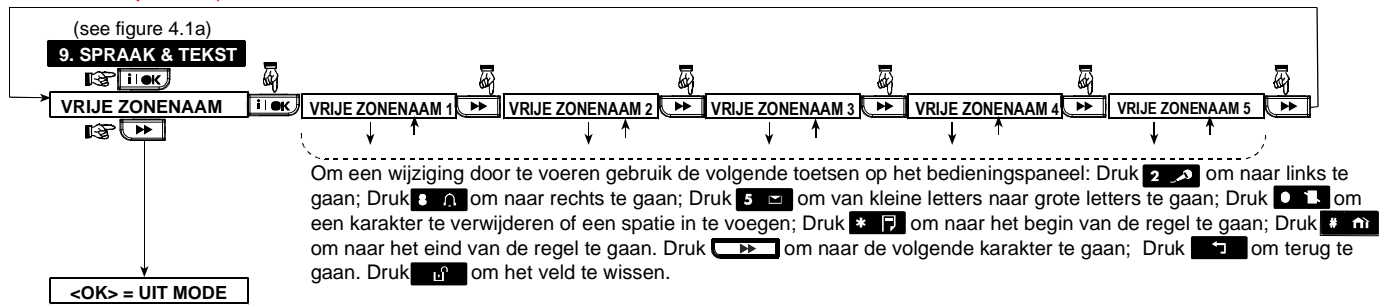 (see figure 4.1a)
9. SPRAAK & TEKST
i OK
VRIJE ZONENAAM
i OK
VRIJE ZONENAAM 1
VRIJE ZONENAAM 2
VRIJE ZONENAAM 3
VRIJE ZONENAAM 4
VRIJE ZONENAAM 5
Om een wijziging door te voeren gebruik de volgende toetsen op het bedieningspaneel: Druk 2 om naar links te
gaan; Druk 8 om naar rechts te gaan; Druk 5 om van kleine letters naar grote letters te gaan; Druk om
een karakter te verwijderen of een spatie in te voegen; Druk * om naar het begin van de regel te gaan; Druk #
om naar het eind van de regel te gaan. Druk om naar de volgende karakter te gaan; Druk om terug te
gaan. Druk om het veld te wissen.
<OK> = UIT MODE